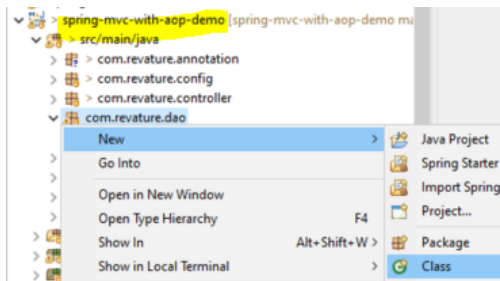 > spring-mvc-with-aop-demo [spring-mvc-with-aop-demo ma
> src/main/java
> com.revature.annotation
> com.revature.config
> com.revature.controller
com.revature.dao
New > Java Project
Go Into Spring Starter
Open in New Window Import Spring
Open Type Hierarchy F4 Project...
Show In Alt+Shift+W > Package
Show in Local Terminal > Class